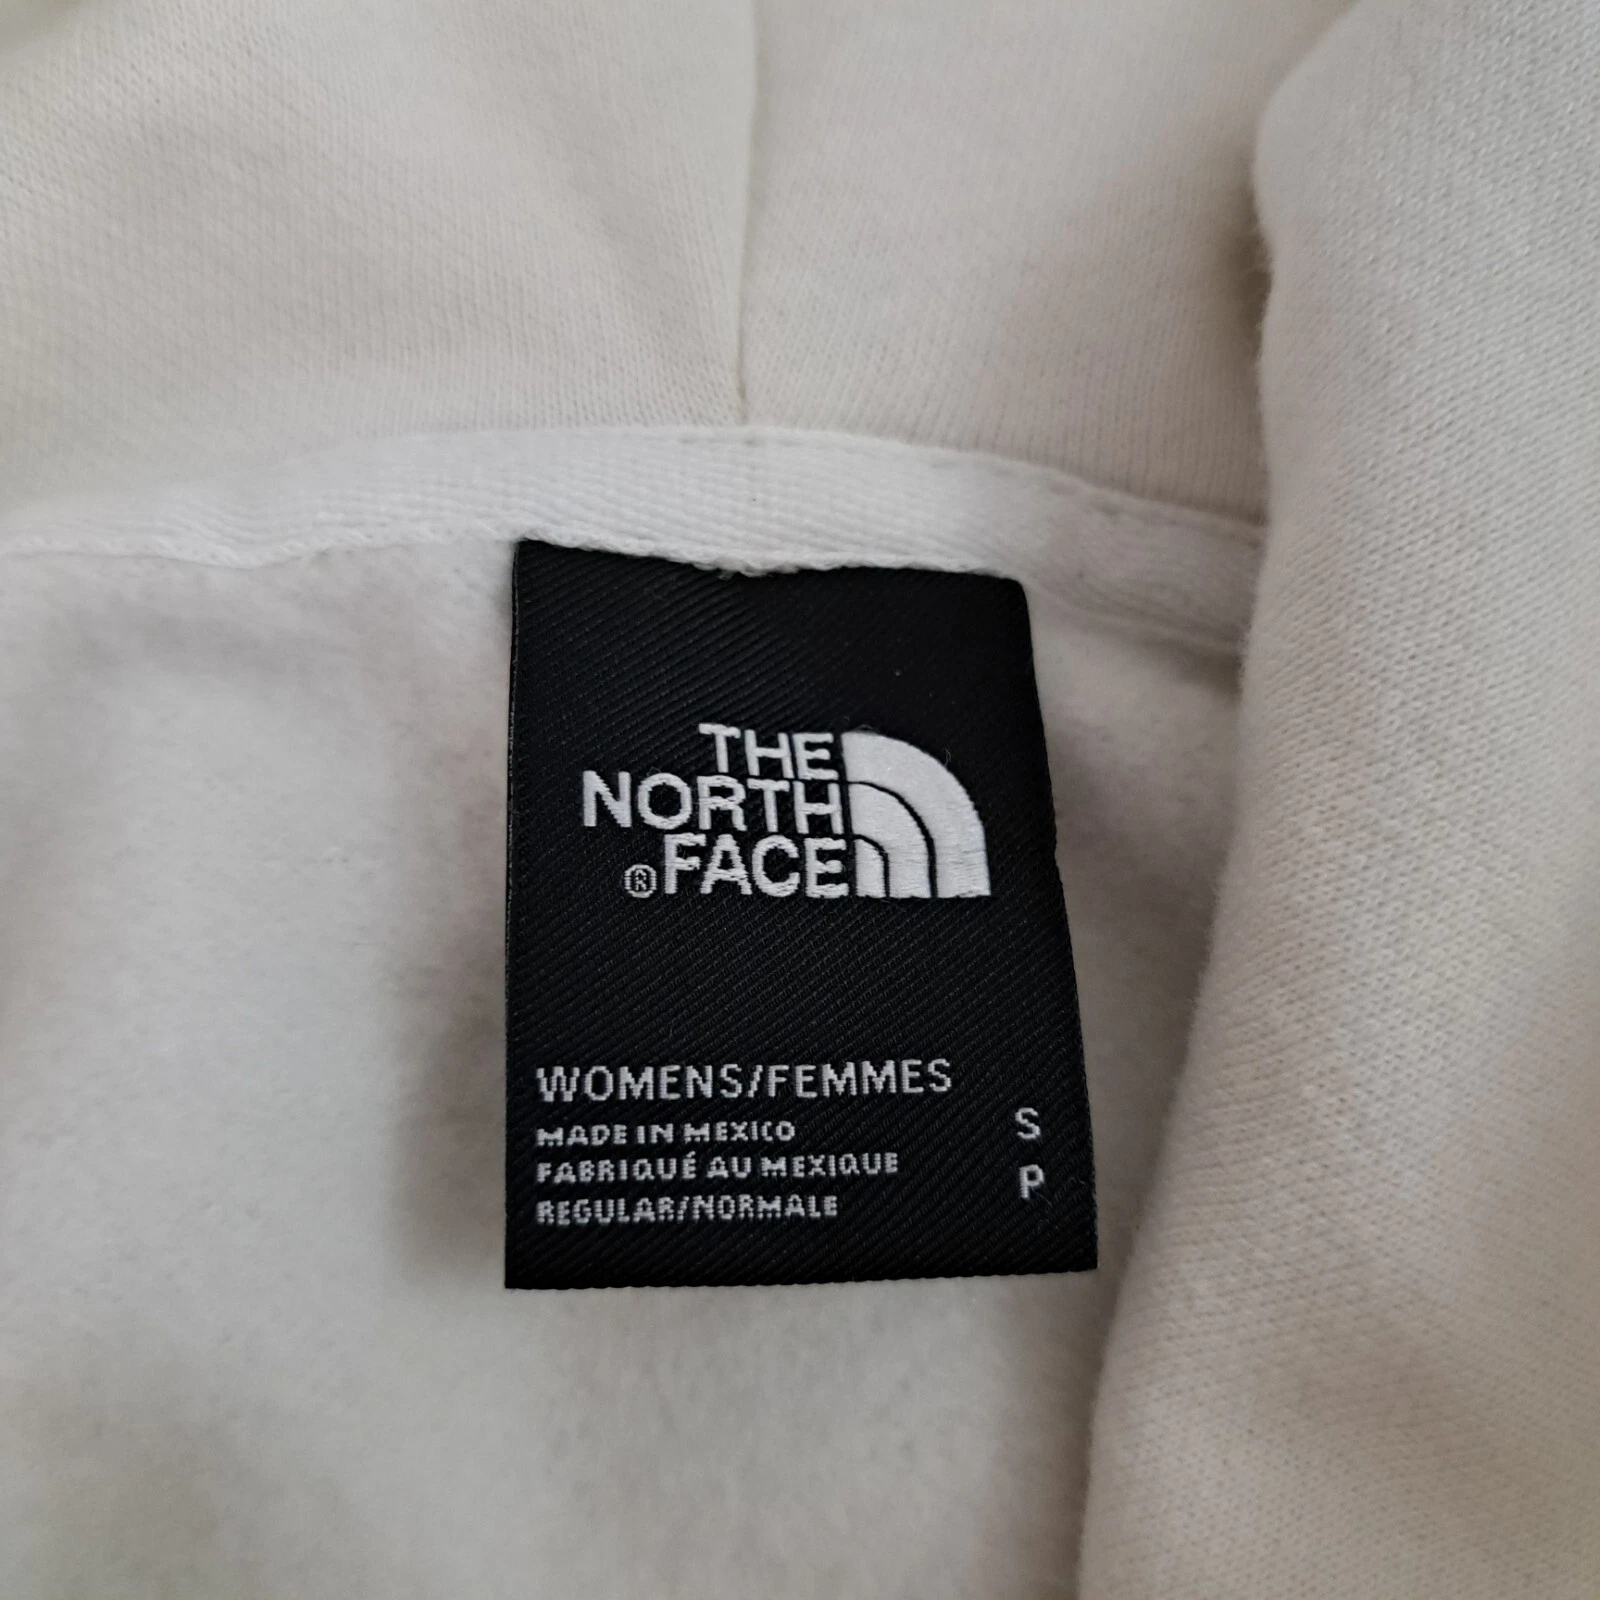 THE
NORTH
®FACE
WOMENS/FEMMES
MADE IN MEXICO
FABRIQUÉ AU MEXIQUE
REGULAR/NORMALE
S
P